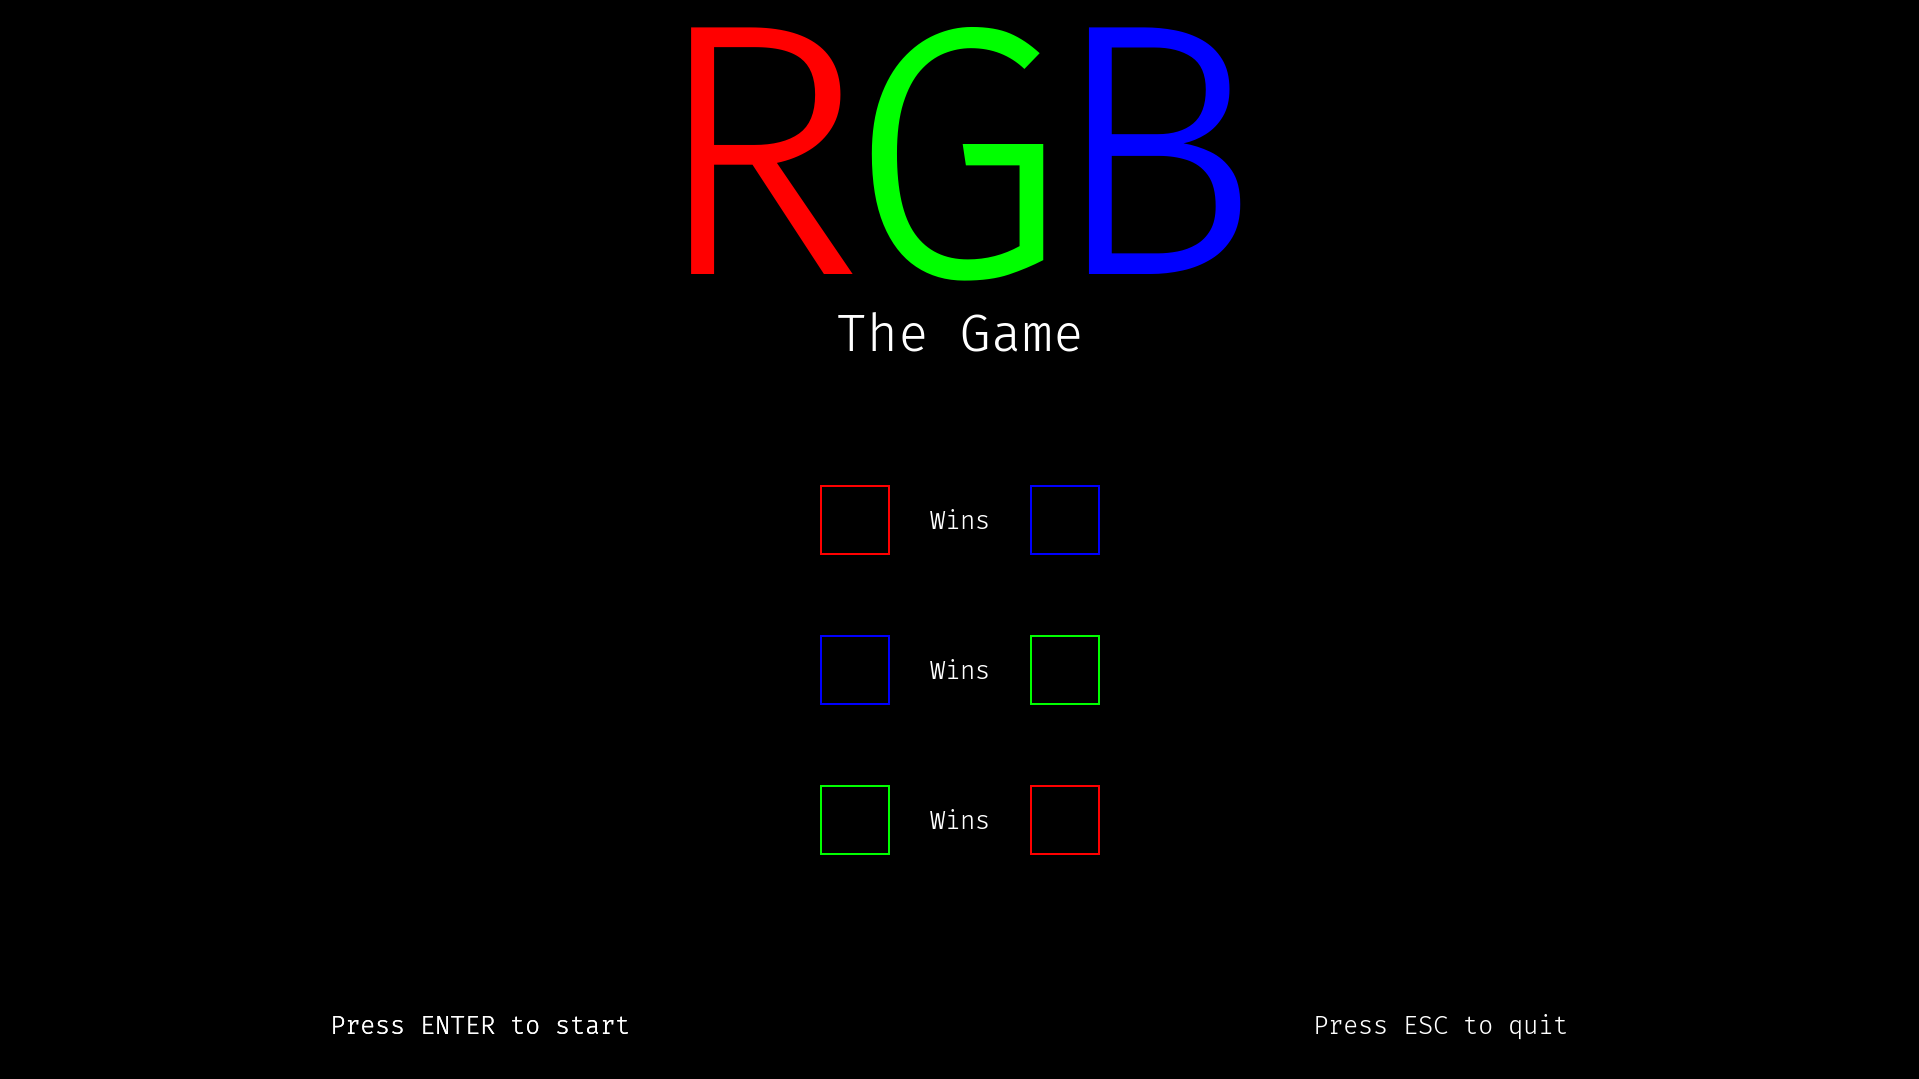 RGB
The Game
Wins
Wins
Wins
Press ENTER to start
Press ESC to quit